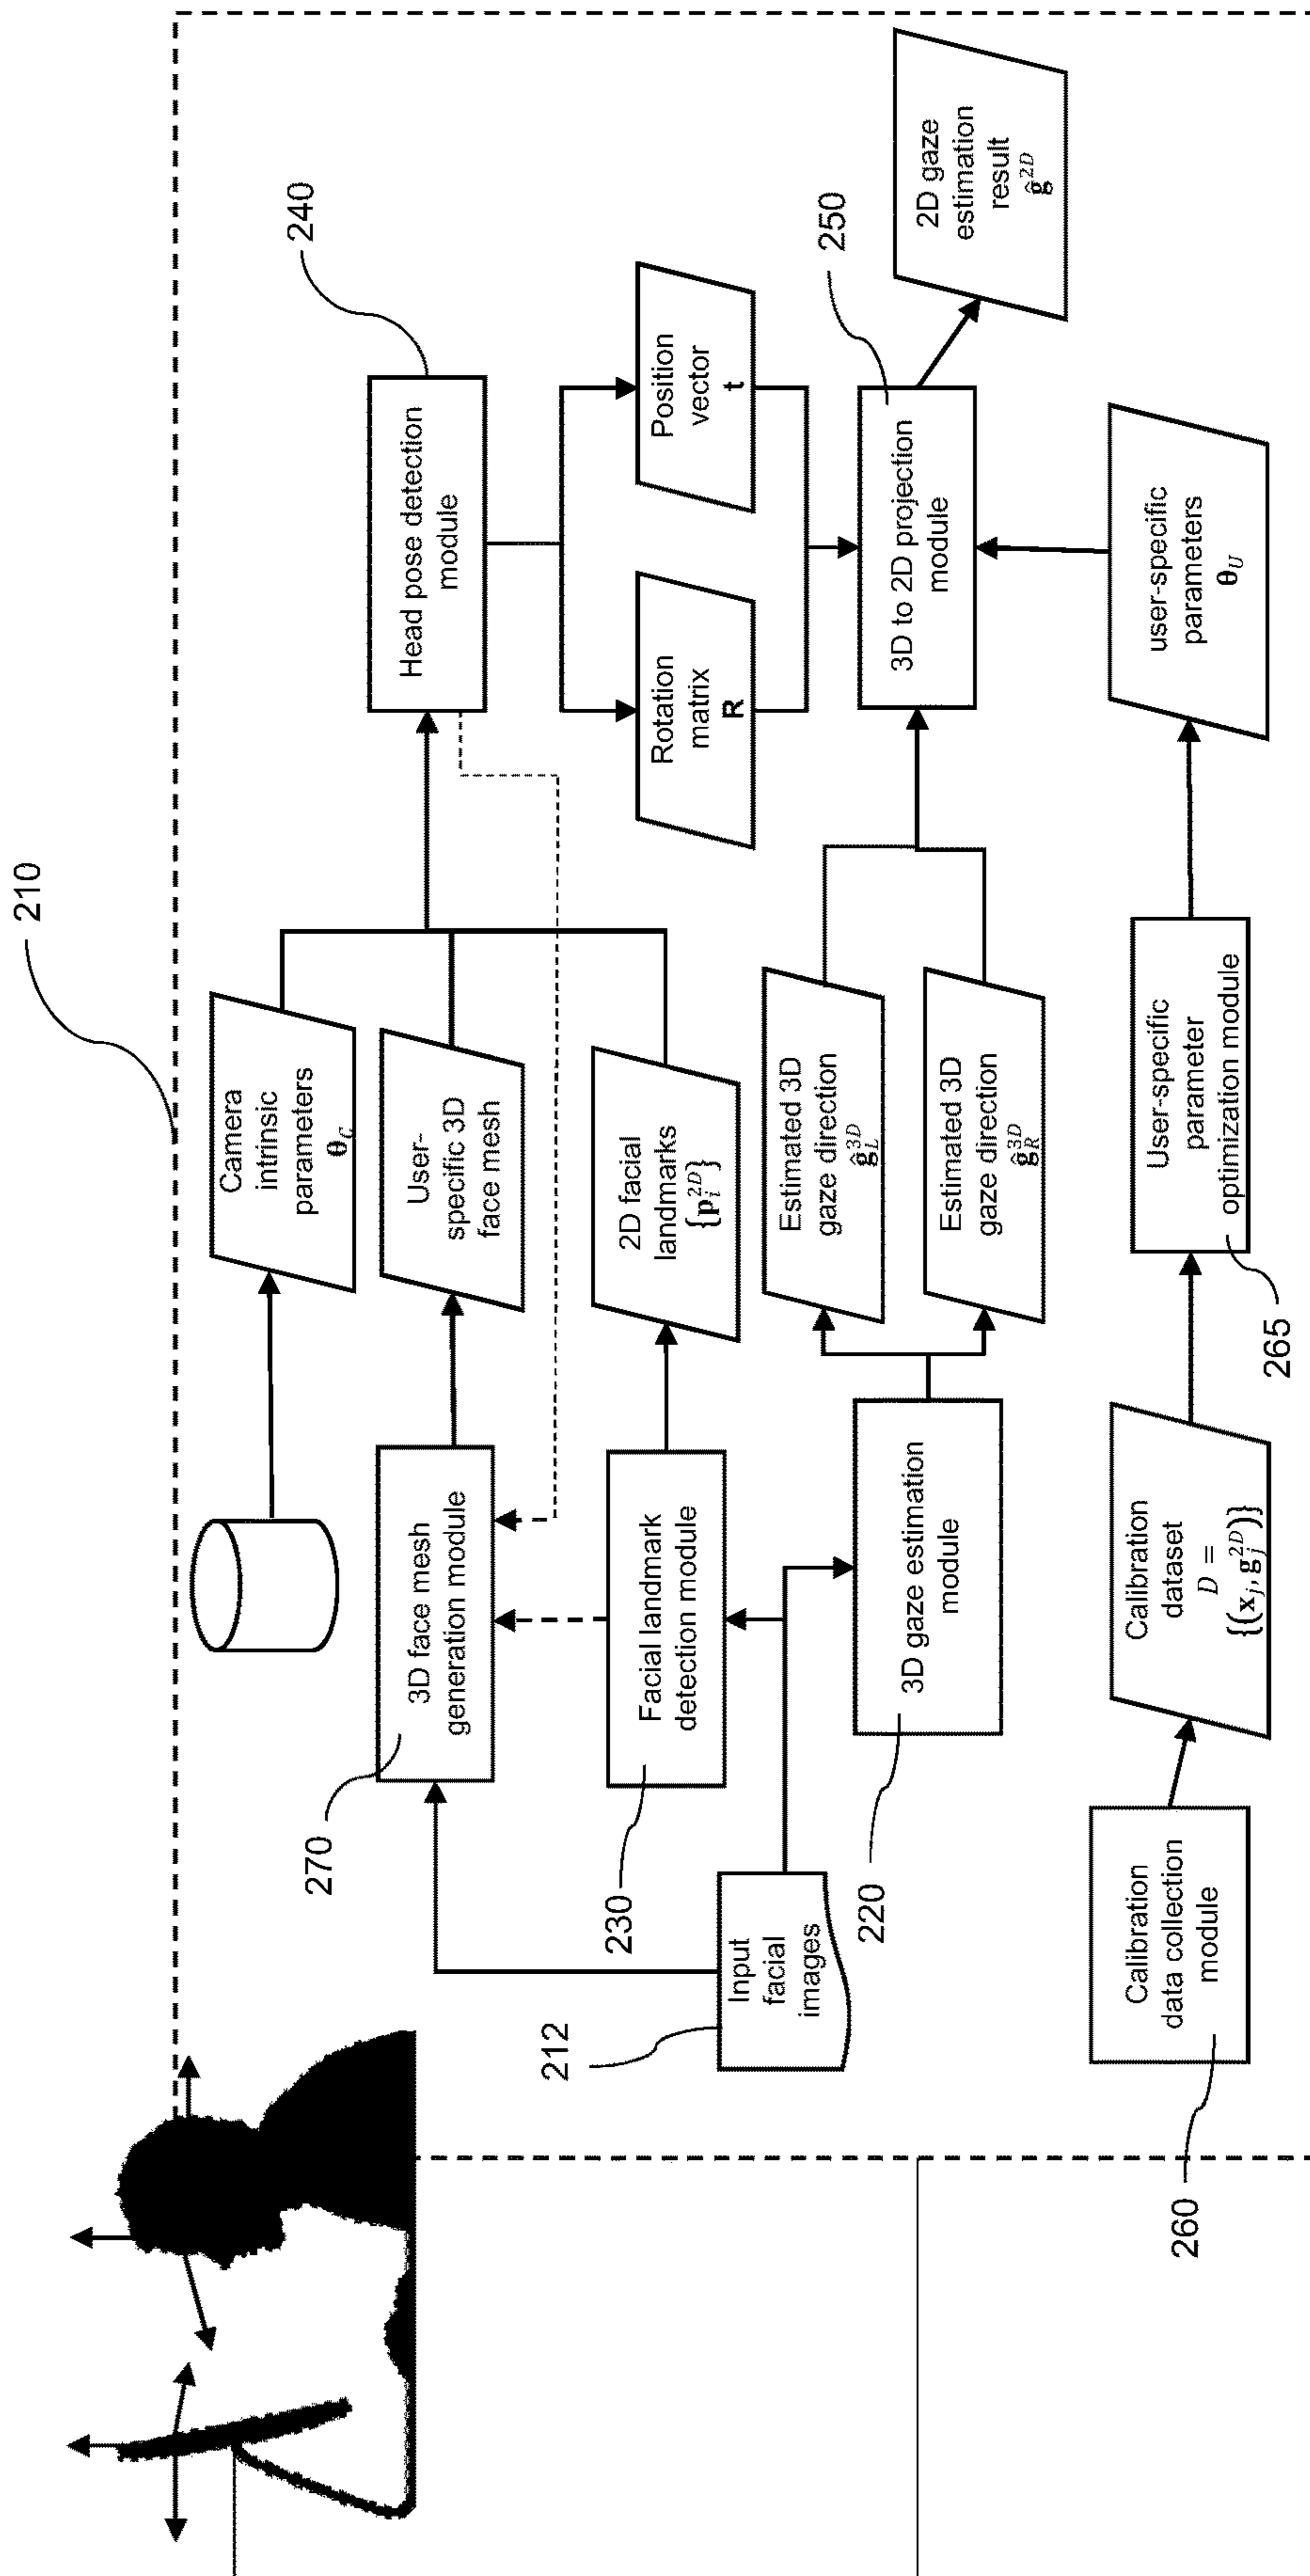 210
Camera
intrinsic
parameters
θ_C
240
Head pose detection
module
270
3D face mesh
generation module
User-
specific 3D
face mesh
Rotation
matrix
R
Position
vector
t
230
Facial landmark
detection module
2D facial
landmarks
{p_i^{2D}}
212
Input
facial
images
220
3D gaze estimation
module
Estimated 3D
gaze direction
ĝ_L^{3D}
Estimated 3D
gaze direction
ĝ_R^{3D}
250
3D to 2D projection
module
2D gaze
estimation
result
ĝ^{2D}
260
Calibration
data collection
module
Calibration
dataset
D =
{(x_j, g_j^{2D})}
265
User-specific
parameter
optimization module
user-specific
parameters
θ_U